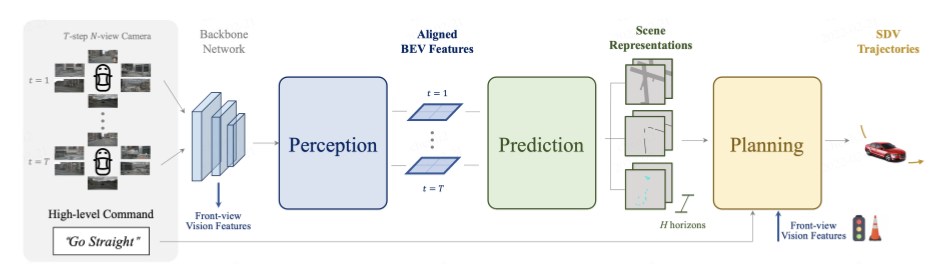 T-step N-view Camera
t = 1
t = T
High-level Command
"Go Straight"
Backbone
Network
Front-view
Vision Features
Perception
Aligned
BEV Features
t = 1
t = T
Prediction
Scene
Representations
H horizons
Planning
Front-view
Vision Features
SDV
Trajectories